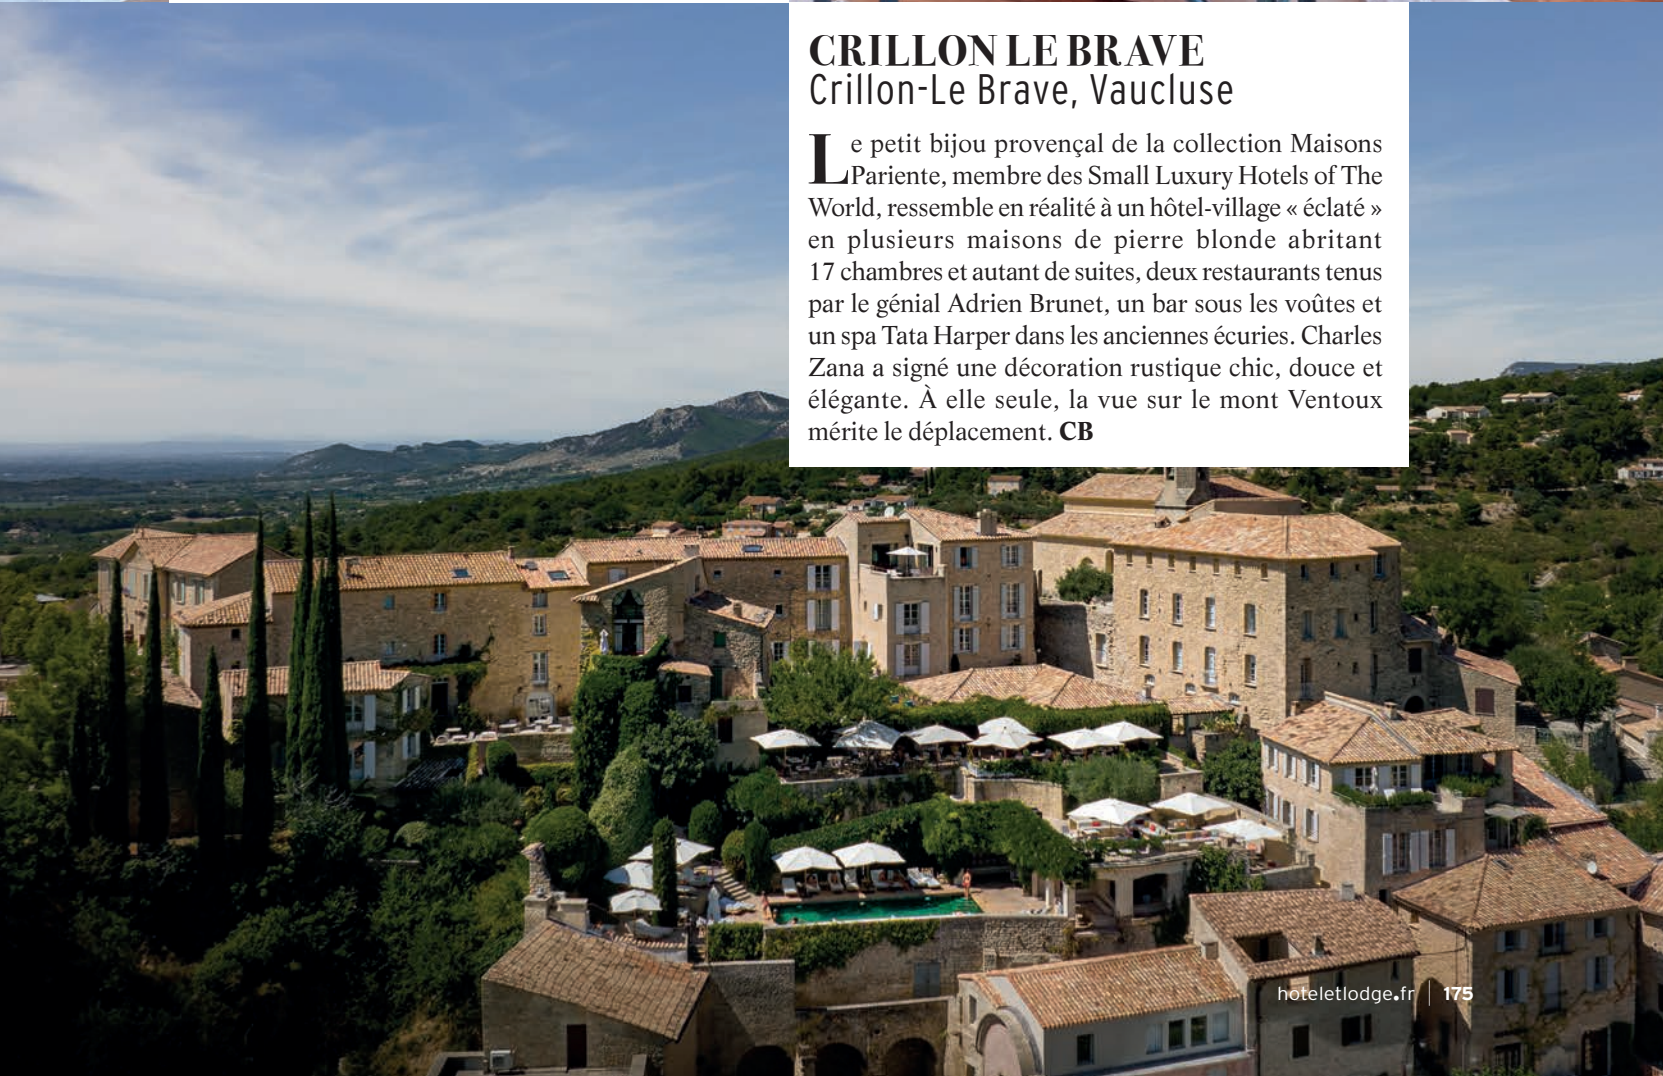 CRILLON LE BRAVE
Crillon-Le Brave, Vaucluse
Le petit bijou provençal de la collection Maisons
Pariente, membre des Small Luxury Hotels of The
World, ressemble en réalité à un hôtel-village « éclaté »
en plusieurs maisons de pierre blonde abritant
17 chambres et autant de suites, deux restaurants tenus
par le génial Adrien Brunet, un bar sous les voûtes et
un spa Tata Harper dans les anciennes écuries. Charles
Zana a signé une décoration rustique chic, douce et
élégante. À elle seule, la vue sur le mont Ventoux
mérite le déplacement. CB
hoteletlodge.fr | 175